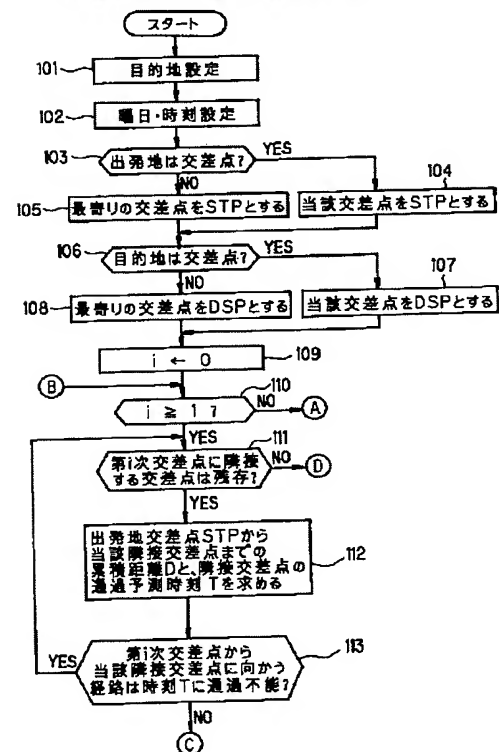 スタート
101
目的地設定
102
曜日・時刻設定
103
出発地は交差点?
YES
NO
104
105
最寄りの交差点をSTPとする
当該交差点をSTPとする
106
目的地は交差点?
YES
NO
107
108
最寄りの交差点をDSPとする
当該交差点をDSPとする
i ← 0
109
B
110
i ≧ 1 ?
NO
A
YES
111
第i次交差点に隣接
する交差点は残存?
NO
D
YES
出発地交差点STPから
当該隣接交差点までの
累積距離Dと、隣接交差点の
通過予測時刻Tを求める
112
113
第i次交差点から
当該隣接交差点に向かう
経路は時刻Tに通過不能?
YES
NO
C